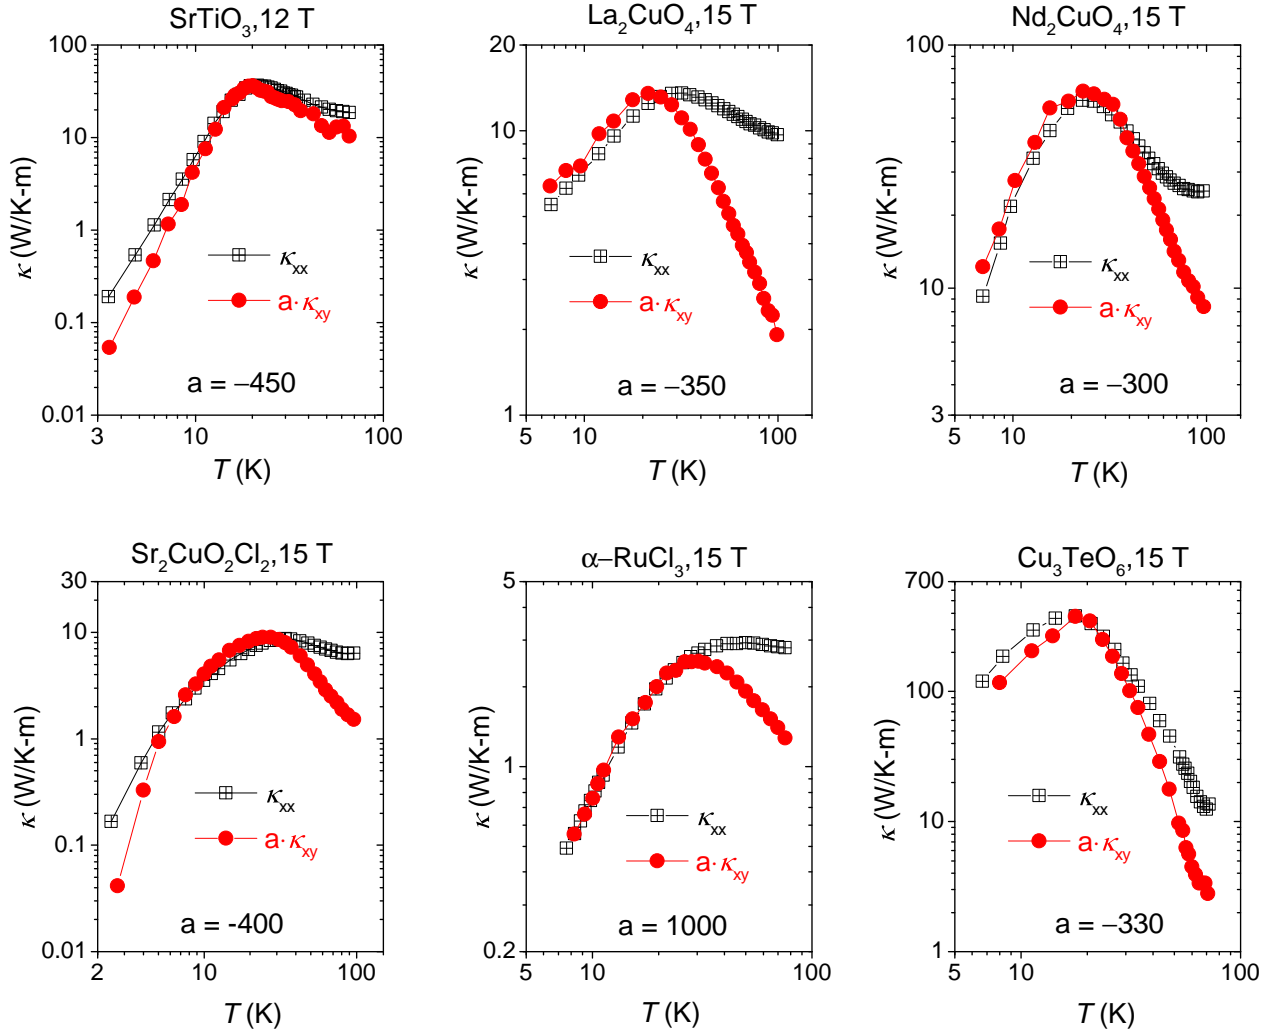 SrTiO3,12 T
100
10
1
0.1
0.01
κ (W/K-m)
κxx
a·κxy
a = −450
3
10
100
T (K)
La2CuO4,15 T
20
10
1
κ (W/K-m)
κxx
a·κxy
a = −350
5
10
100
T (K)
Nd2CuO4,15 T
100
10
3
κ (W/K-m)
κxx
a·κxy
a = −300
5
10
100
T (K)
Sr2CuO2Cl2,15 T
30
10
1
0.1
0.01
κ (W/K-m)
κxx
a·κxy
a = -400
2
10
100
T (K)
α−RuCl3,15 T
5
1
0.2
κ (W/K-m)
κxx
a·κxy
a = 1000
5
10
100
T (K)
Cu3TeO6,15 T
700
100
10
1
κ (W/K-m)
κxx
a·κxy
a = −330
5
10
100
T (K)